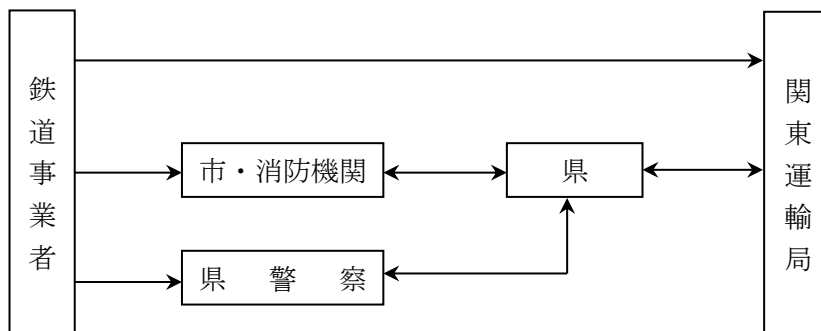 鉄道事業者
市・消防機関
県
県警察
関東運輸局